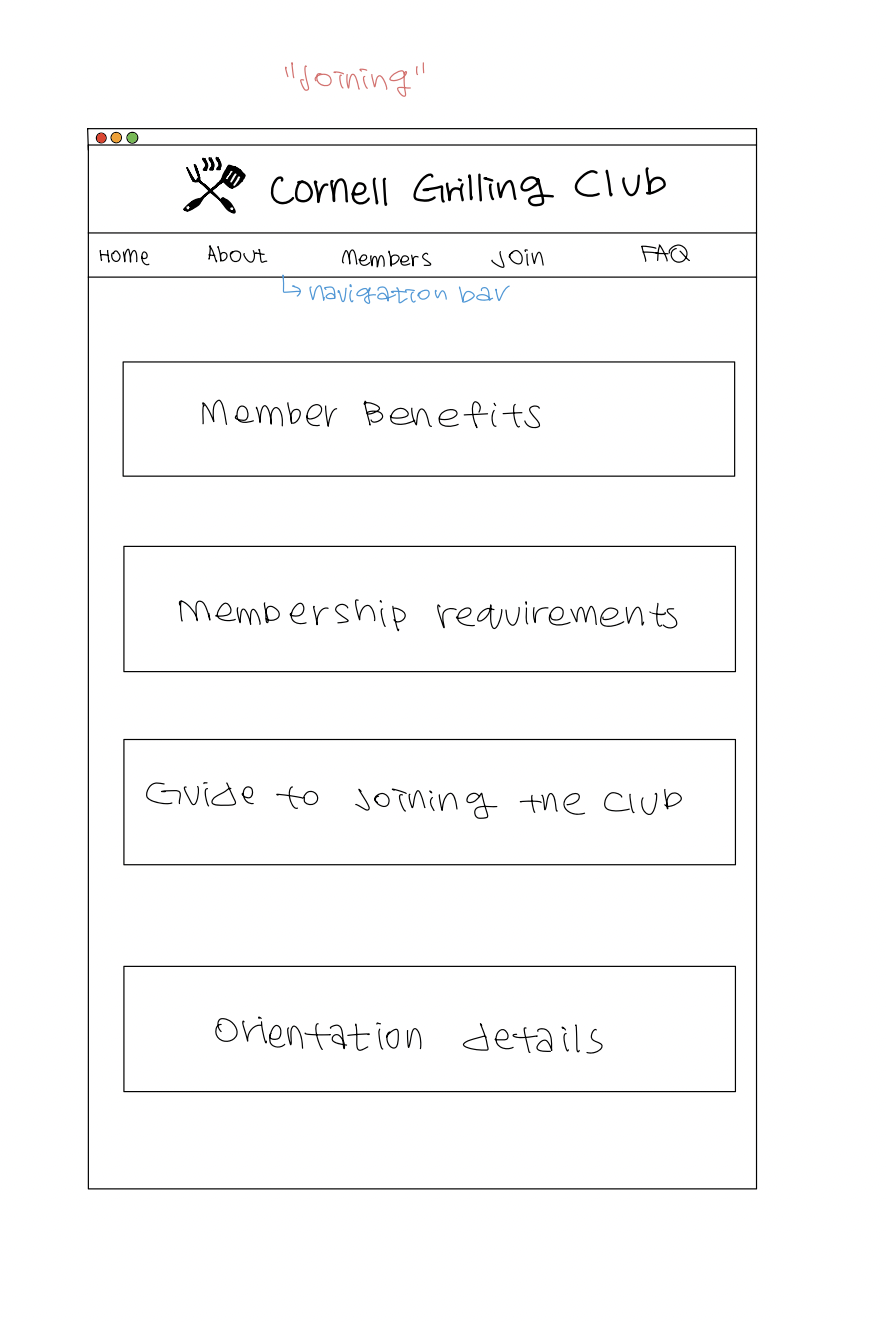 "Joining"
Cornell Grilling Club
Home About Members Join FAQ
navigation bar
Member Benefits
Membership requirements
Guide to Joining the club
Orientation details